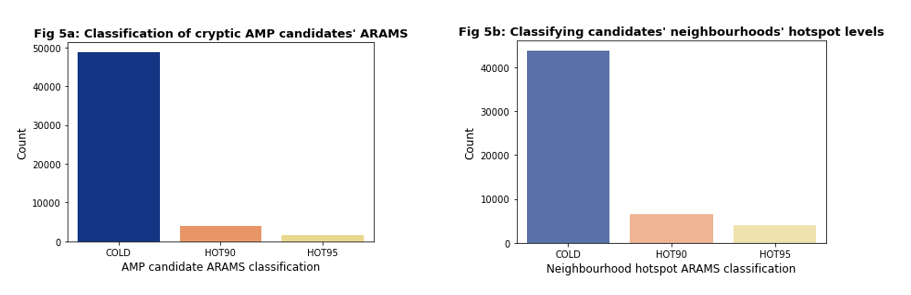 Fig 5a: Classification of cryptic AMP candidates' ARAMS
50000
40000
30000
20000
10000
0
Count
COLD HOT90 HOT95
AMP candidate ARAMS classification
Fig 5b: Classifying candidates' neighbourhoods' hotspot levels
40000
30000
20000
10000
0
Count
COLD HOT90 HOT95
Neighbourhood hotspot ARAMS classification